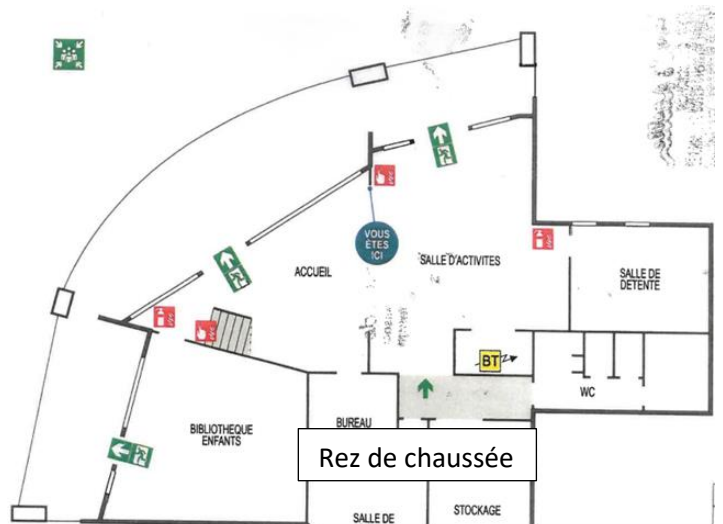 VOUS
ÊTES
ICI
ACCUEIL
SALLE D'ACTIVITES
SALLE DE
DETENTE
BT
WC
BIBLIOTHEQUE
ENFANTS
BUREAU
Rez de chaussée
SALLE DE
STOCKAGE